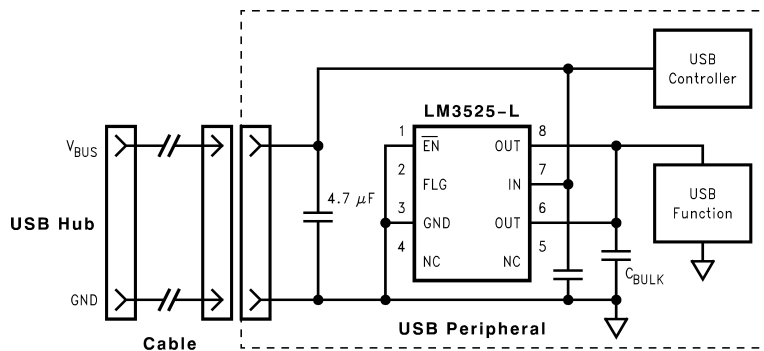 USB
Controller
LM3525-L
1
8
EN
OUT
V_BUS
2
7
FLG
IN
USB
Function
4.7 µF
3
6
GND
OUT
USB Hub
4
5
NC
NC
C_BULK
GND
USB Peripheral
Cable